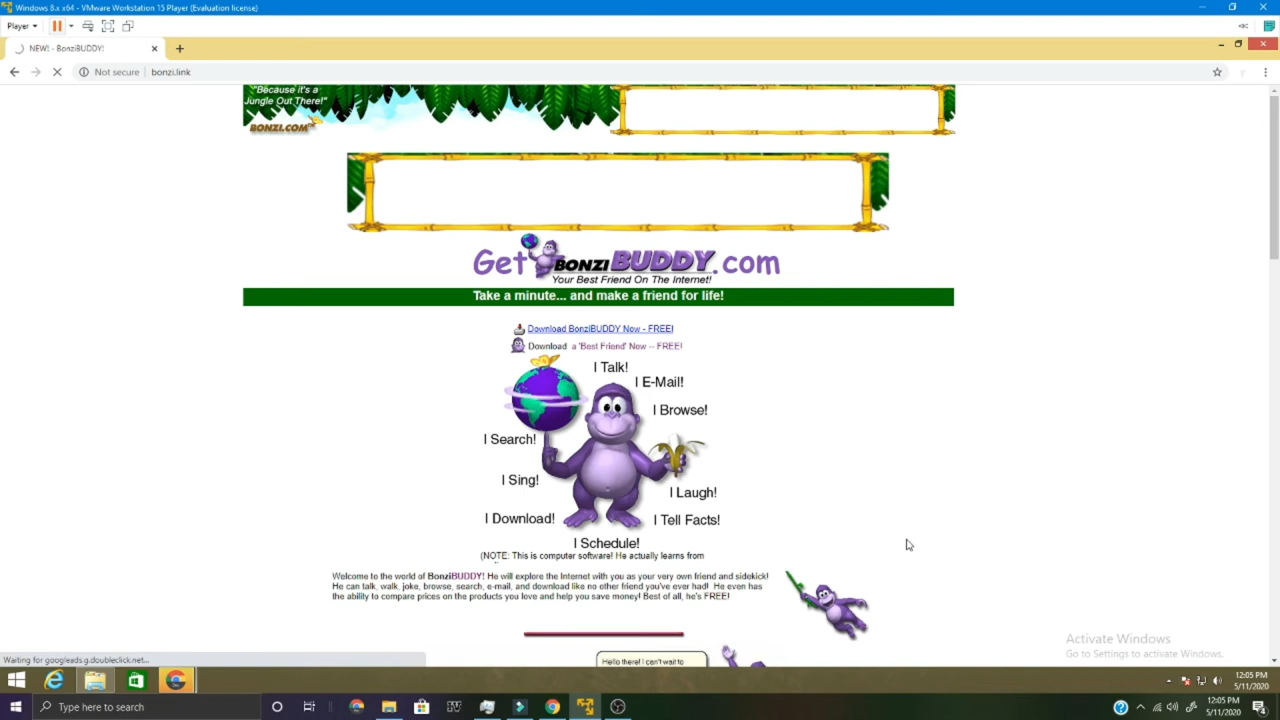 Windows 8.x x64 - VMware Workstation 15 Player (Evaluation license)
Player
NEW! - BonziBUDDY!
Not secure
bonzi.link
"Because it's a
Jungle Out There!"
BONZI.COM™
Get BONZI BUDDY.com
Your Best Friend On The Internet!
Take a minute... and make a friend for life!
Download BonziBUDDY Now - FREE!
Download a 'Best Friend' Now -- FREE!
I Talk!
I E-Mail!
I Browse!
I Search!
I Sing!
I Laugh!
I Download!
I Tell Facts!
I Schedule!
(NOTE: This is computer software! He actually learns from
Welcome to the world of BonziBUDDY! He will explore the Internet with you as your very own friend and sidekick!
He can talk, walk, joke, browse, search, e-mail, and download like no other friend you've ever had! He even has
the ability to compare prices on the products you love and help you save money! Best of all, he's FREE!
Hello there! I can't wait to
Activate Windows
Go to Settings to activate Windows.
Waiting for googleads.g.doubleclick.net...
12:05 PM
5/11/2020
Type here to search
12:05 PM
5/11/2020
4